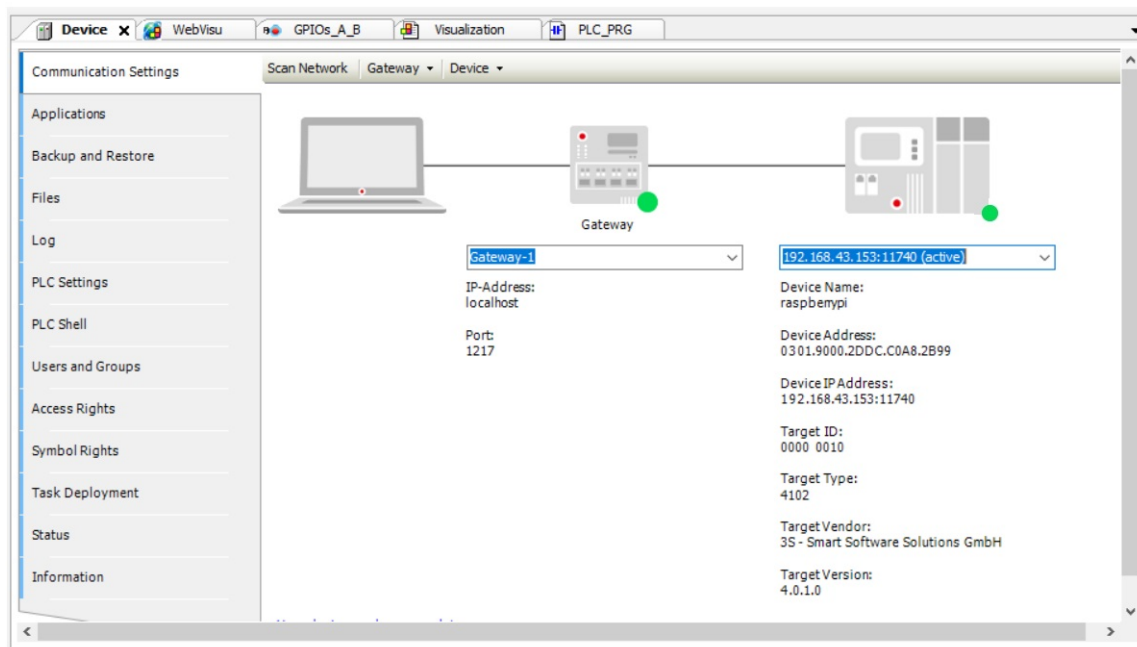 Device
WebVisu
GPIOs_A_B
Visualization
PLC_PRG
Communication Settings
Applications
Backup and Restore
Files
Log
PLC Settings
PLC Shell
Users and Groups
Access Rights
Symbol Rights
Task Deployment
Status
Information
Scan Network
Gateway
Device
Gateway
Gateway-1
IP-Address:
localhost
Port:
1217
192.168.43.153:11740 (active)
Device Name:
raspberrypi
Device Address:
0301.9000.2DDC.C0A8.2B99
Device IP Address:
192.168.43.153:11740
Target ID:
0000 0010
Target Type:
4102
Target Vendor:
3S - Smart Software Solutions GmbH
Target Version:
4.0.1.0